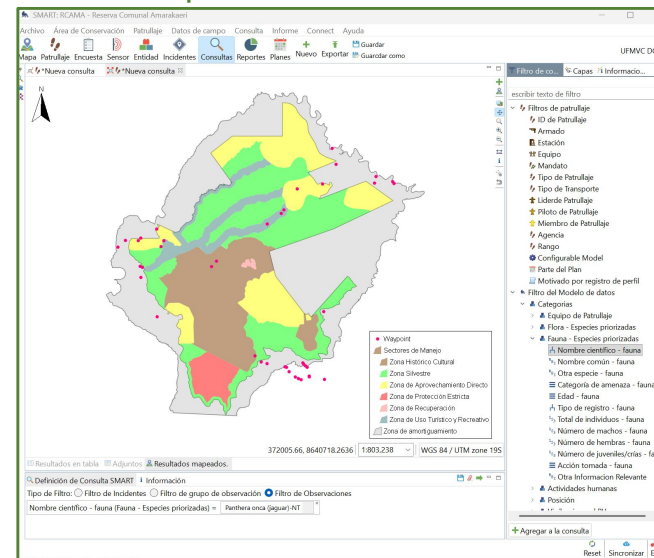 SMART: RCAMA - Reserva Comunal Amarakaeri
Archivo Área de Conservación Patrullaje Datos de campo Consulta Informe Connect Ayuda
Mapa Patrullaje Encuesta Sensor Entidad Incidentes Consultas Reportes Planes Nuevo Exportar Guardar Guardar como
UFMVC DO
*Nueva consulta *Nueva consulta
Filtro de co... Capas Informacio...
escribir texto de filtro
Filtros de patrullaje
ID de Patrullaje
Armado
Estación
Equipo
Mandato
Tipo de Patrullaje
Tipo de Transporte
Liderde Patrullaje
Piloto de Patrullaje
Miembro de Patrullaje
Agencia
Rango
Configurable Model
Parte del Plan
Motivado por registro de perfil
Filtro del Modelo de datos
Categorías
Equipo de Patrullaje
Flora - Especies priorizadas
Fauna - Especies priorizadas
Nombre científico - fauna
Nombre común - fauna
Otra especie - fauna
Categoría de amenaza - fauna
Edad - fauna
Tipo de registro - fauna
Total de individuos - fauna
Número de machos - fauna
Número de hembras - fauna
Número de juveniles/crías - fa
Acción tomada - fauna
Otra Informacion Relevante
Actividades humanas
Posición
Agregar a la consulta
Reset Sincronizar
N
Waypoint
Sectores de Manejo
Zona Histórico Cultural
Zona Silvestre
Zona de Aprovechamiento Directo
Zona de Protección Estricta
Zona de Recuperación
Zona de Uso Turístico y Recreativo
Zona de amortiguamiento
372005.66, 8640718.2636 1:803,238 WGS 84 / UTM zone 19S
Resultados en tabla Adjuntos Resultados mapeados.
Definición de Consulta SMART Información
Tipo de Filtro: Filtro de Incidentes Filtro de grupo de observación Filtro de Observaciones
Nombre científico - fauna (Fauna - Especies priorizadas) = Panthera onca (jaguar)-NT